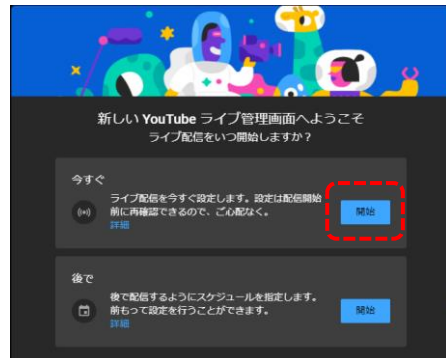 新しい YouTube ライブ管理画面へようこそ
ライブ配信をいつ開始しますか？
今すぐ
ライブ配信を今すぐ設定します。設定は配信開始
前に再確認できるので、ご心配なく。
詳細
開始
後で
後で配信するようにスケジュールを指定します。
前もって設定を行うことができます。
詳細
開始